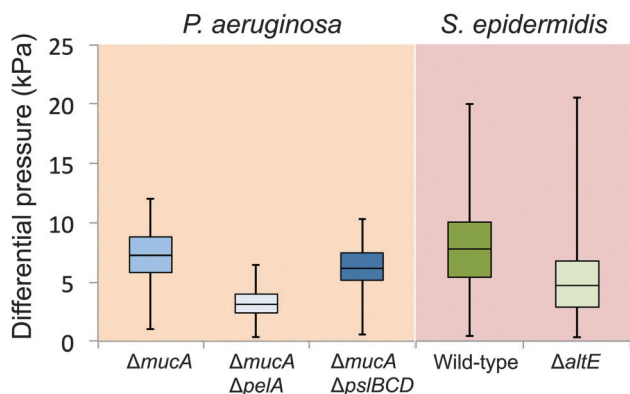 P. aeruginosa
S. epidermidis
Differential pressure (kPa)
25
20
15
10
5
0
ΔmucA
ΔmucA
ΔpelA
ΔmucA
ΔpslBCD
Wild-type
ΔaltE